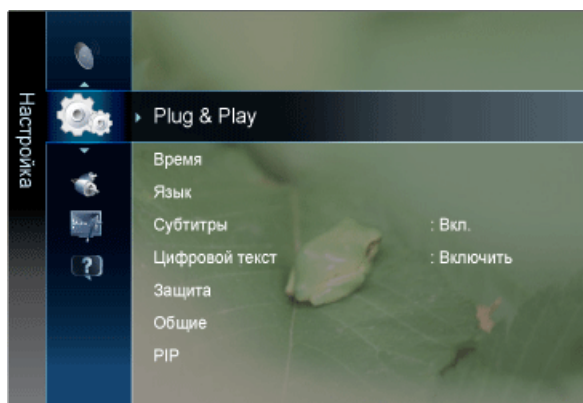 Настройка
Plug & Play
Время
Язык
Субтитры : Вкл.
Цифровой текст : Включить
Защита
Общие
PIP